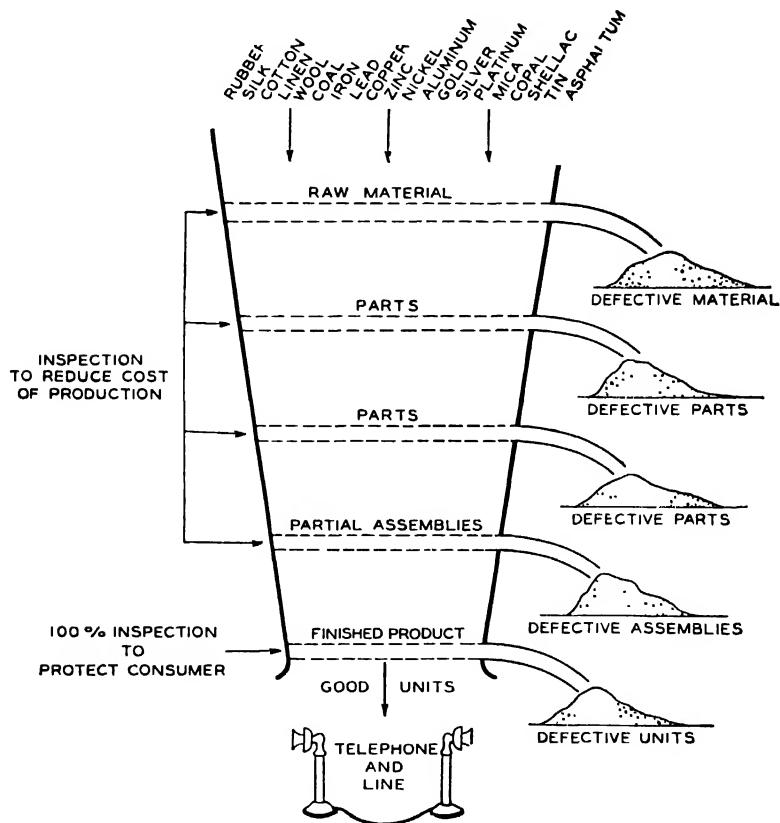 RUBBER
SILK
COTTON
LINEN
WOOL
COAL
IRON
LEAD
COPPER
ZINC
NICKEL
ALUMINUM
GOLD
SILVER
PLATINUM
MICA
COPAL
SHELLAC
TIN
ASPHALTUM
RAW MATERIAL
DEFECTIVE MATERIAL
PARTS
INSPECTION
TO REDUCE COST
OF PRODUCTION
DEFECTIVE PARTS
PARTS
DEFECTIVE PARTS
PARTIAL ASSEMBLIES
DEFECTIVE ASSEMBLIES
100% INSPECTION
TO
PROTECT CONSUMER
FINISHED PRODUCT
GOOD UNITS
DEFECTIVE UNITS
TELEPHONE
AND
LINE